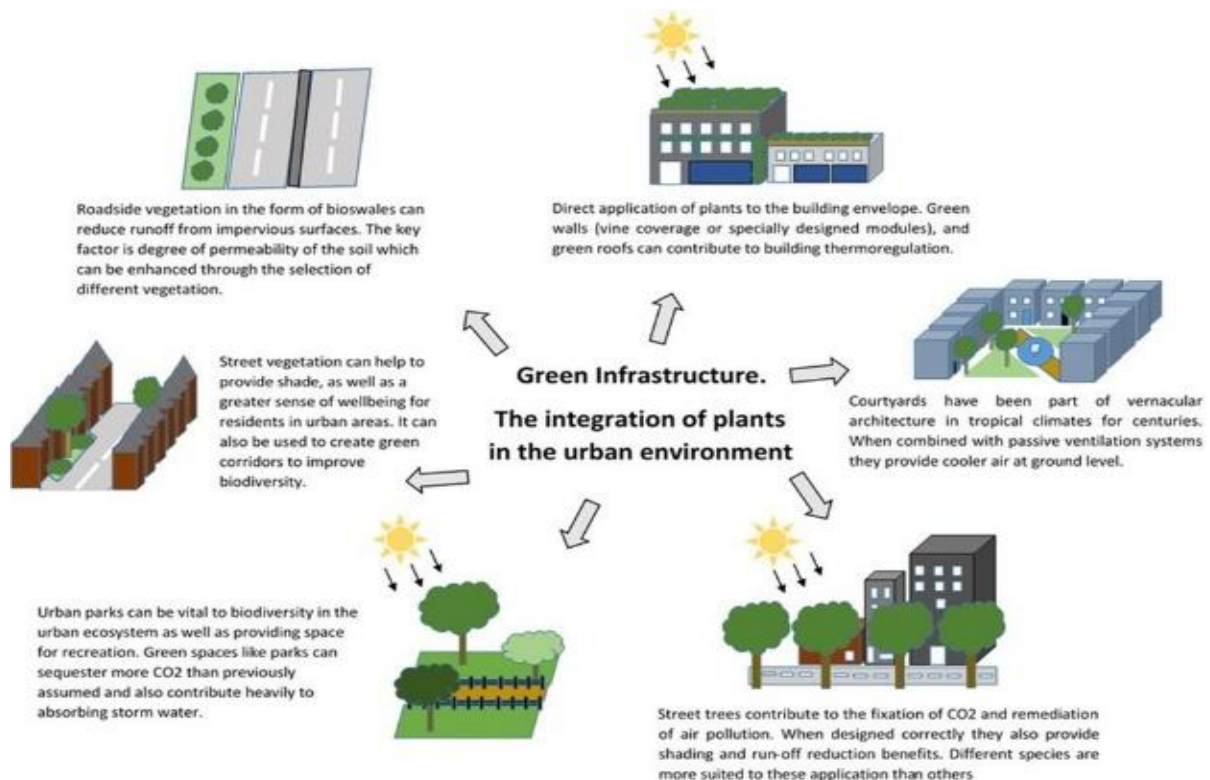 Roadside vegetation in the form of bioswales can
reduce runoff from impervious surfaces. The key
factor is degree of permeability of the soil which
can be enhanced through the selection of
different vegetation.
Direct application of plants to the building envelope. Green
walls (vine coverage or specially designed modules), and
green roofs can contribute to building thermoregulation.
Street vegetation can help to
provide shade, as well as a
greater sense of wellbeing for
residents in urban areas. It can
also be used to create green
corridors to improve
biodiversity.
Green Infrastructure.
The integration of plants
in the urban environment
Courtyards have been part of vernacular
architecture in tropical climates for centuries.
When combined with passive ventilation systems
they provide cooler air at ground level.
Urban parks can be vital to biodiversity in the
urban ecosystem as well as providing space
for recreation. Green spaces like parks can
sequester more CO2 than previously
assumed and also contribute heavily to
absorbing storm water.
Street trees contribute to the fixation of CO2 and remediation
of air pollution. When designed correctly they also provide
shading and run-off reduction benefits. Different species are
more suited to these application than others